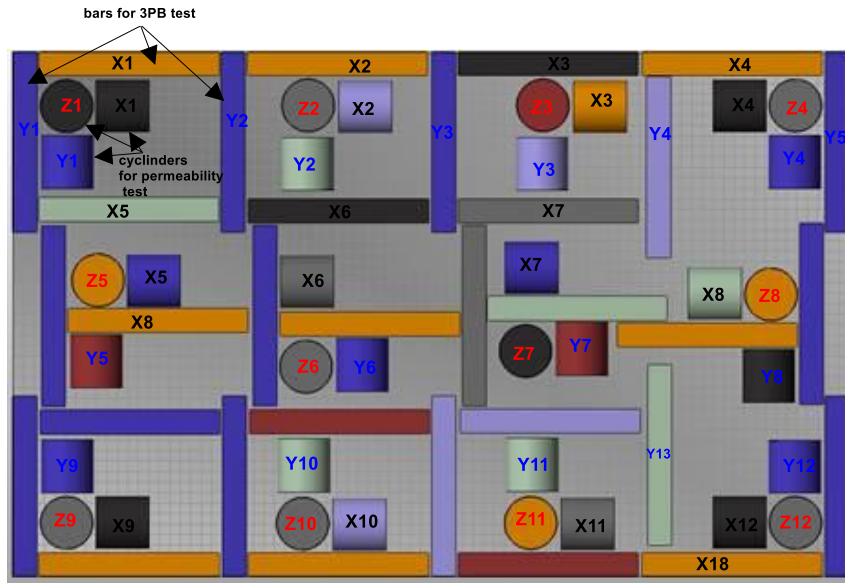 bars for 3PB test
X1
X2
X3
X4
Z1
X1
Z2
X2
Z3
X3
X4
Z4
Y1
Y2
Y3
Y4
Y5
Y1
cyclinders
for permeability
test
Y2
Y3
Y4
X5
X6
X7
Z5
X5
X6
X7
X8
Z8
X8
Y5
Z6
Y6
Z7
Y7
Y8
Y9
Y10
Y11
Y13
Y12
Z9
X9
Z10
X10
Z11
X11
X12
Z12
X18